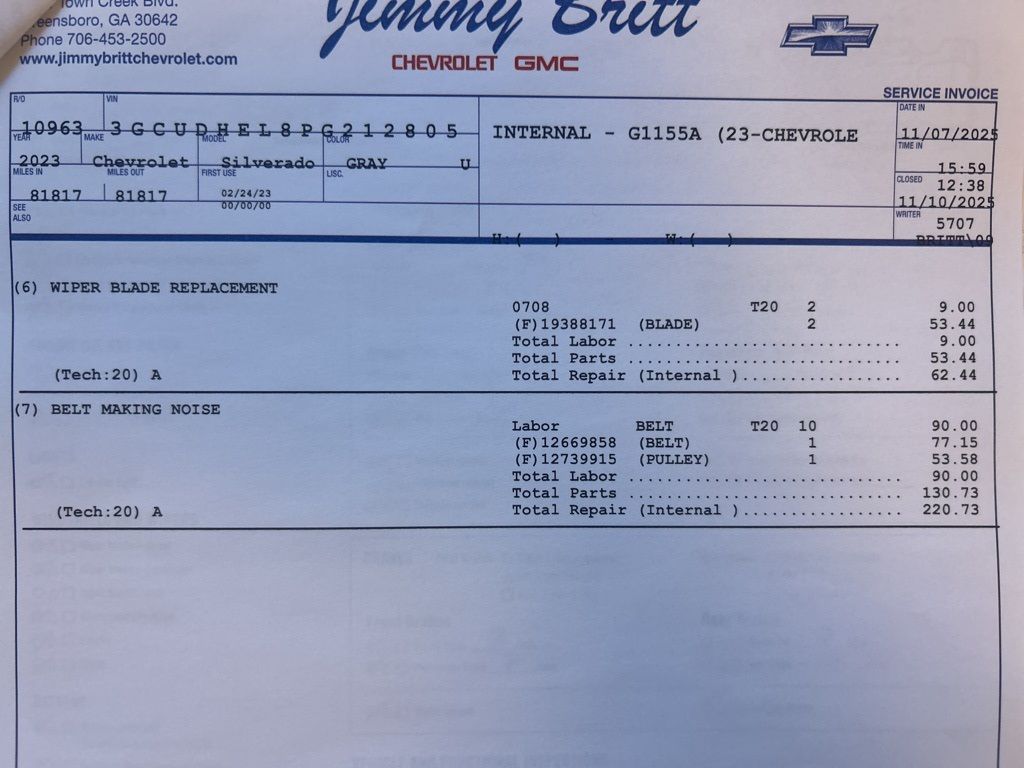 Town Creek Blvd.
eensboro, GA 30642
Phone 706-453-2500
www.jimmybrittchevrolet.com
Jimmy Britt
CHEVROLET GMC
SERVICE INVOICE
R/O VIN DATE IN
10963 3GCUDHEL8PG212805 INTERNAL - G1155A (23-CHEVROLE 11/07/2025
YEAR MAKE MODEL COLOR TIME IN
2023 Chevrolet Silverado GRAY U 15:59
MILES IN MILES OUT FIRST USE LISC. CLOSED 12:38
81817 81817 02/24/23 11/10/2025
00/00/00
SEE ALSO WRITER 5707
H:( ) - W:( ) - BRITT\09
(6) WIPER BLADE REPLACEMENT
0708 T20 2 9.00
(F)19388171 (BLADE) 2 53.44
Total Labor .............................. 9.00
Total Parts .............................. 53.44
(Tech:20) A Total Repair (Internal )................. 62.44
(7) BELT MAKING NOISE
Labor BELT T20 10 90.00
(F)12669858 (BELT) 1 77.15
(F)12739915 (PULLEY) 1 53.58
Total Labor .............................. 90.00
Total Parts .............................. 130.73
(Tech:20) A Total Repair (Internal )................. 220.73